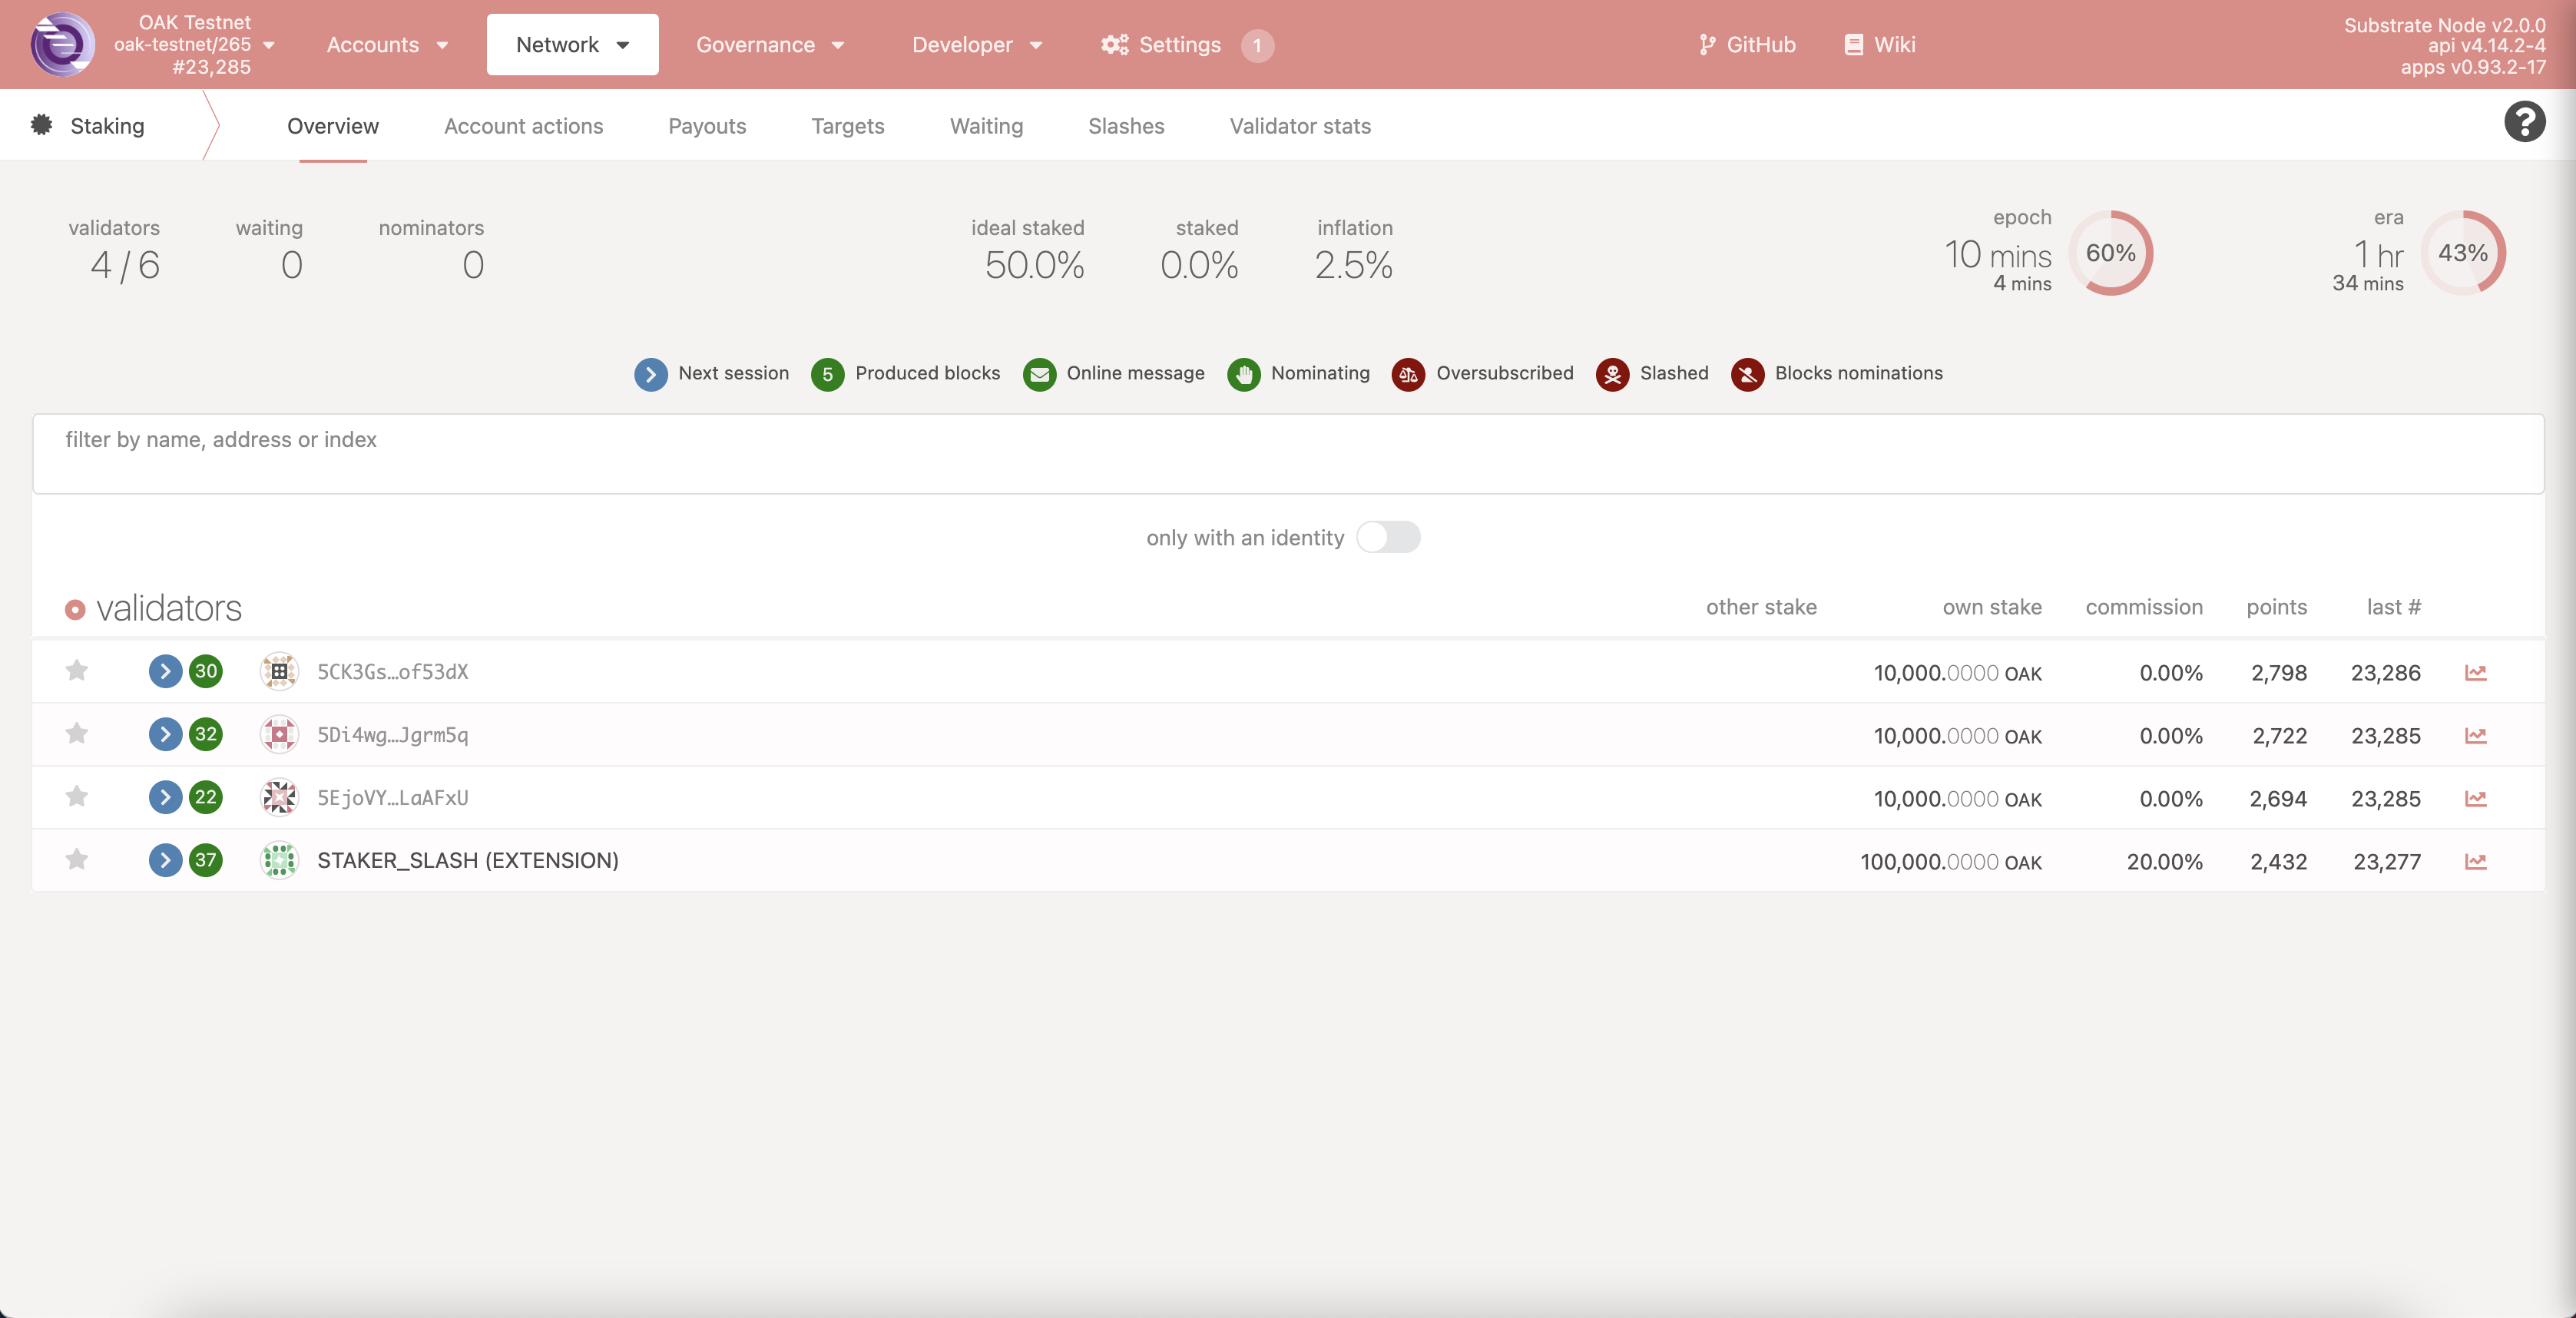 OAK Testnet
oak-testnet/265
#23,285
Accounts
Network
Governance
Developer
Settings
1
GitHub
Wiki
Substrate Node v2.0.0
api v4.14.2-4
apps v0.93.2-17
Staking
Overview
Account actions
Payouts
Targets
Waiting
Slashes
Validator stats
?
validators
4 / 6
waiting
0
nominators
0
ideal staked
50.0%
staked
0.0%
inflation
2.5%
epoch
10 mins
4 mins
60%
era
1 hr
34 mins
43%
Next session
5 Produced blocks
Online message
Nominating
Oversubscribed
Slashed
Blocks nominations
filter by name, address or index
only with an identity
validators other stake own stake commission points last #
30 5CK3Gs…of53dX 10,000.0000 OAK 0.00% 2,798 23,286
32 5Di4wg…Jgrm5q 10,000.0000 OAK 0.00% 2,722 23,285
22 5EjoVY…LaAFxU 10,000.0000 OAK 0.00% 2,694 23,285
37 STAKER_SLASH (EXTENSION) 100,000.0000 OAK 20.00% 2,432 23,277